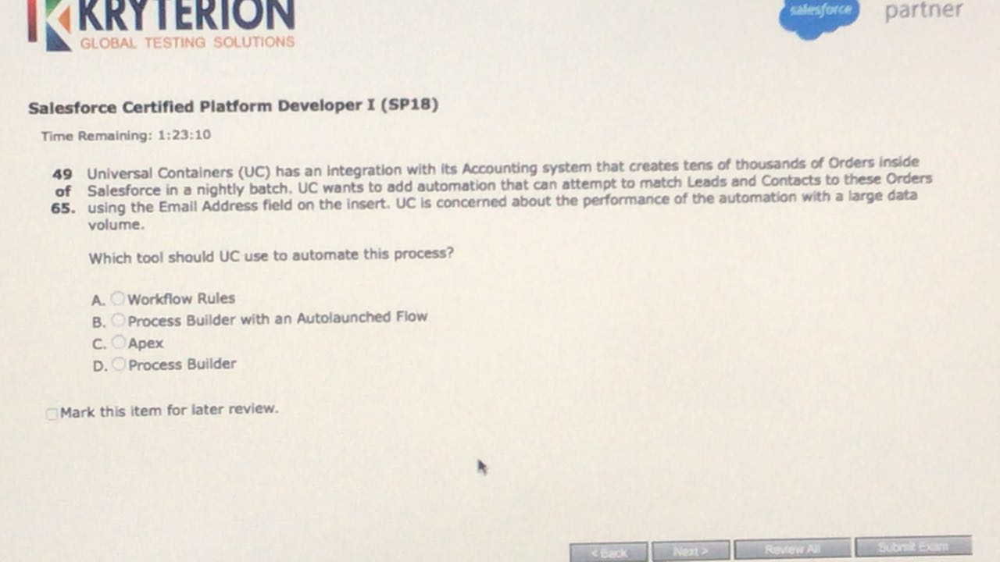 KRYTERION
GLOBAL TESTING SOLUTIONS
salesforce
partner
Salesforce Certified Platform Developer I (SP18)
Time Remaining: 1:23:10
49 Universal Containers (UC) has an integration with its Accounting system that creates tens of thousands of Orders inside
of Salesforce in a nightly batch. UC wants to add automation that can attempt to match Leads and Contacts to these Orders
65. using the Email Address field on the insert. UC is concerned about the performance of the automation with a large data
volume.
Which tool should UC use to automate this process?
A. Workflow Rules
B. Process Builder with an Autolaunched Flow
C. Apex
D. Process Builder
Mark this item for later review.
< Back
Next >
Review All
Submit Exam